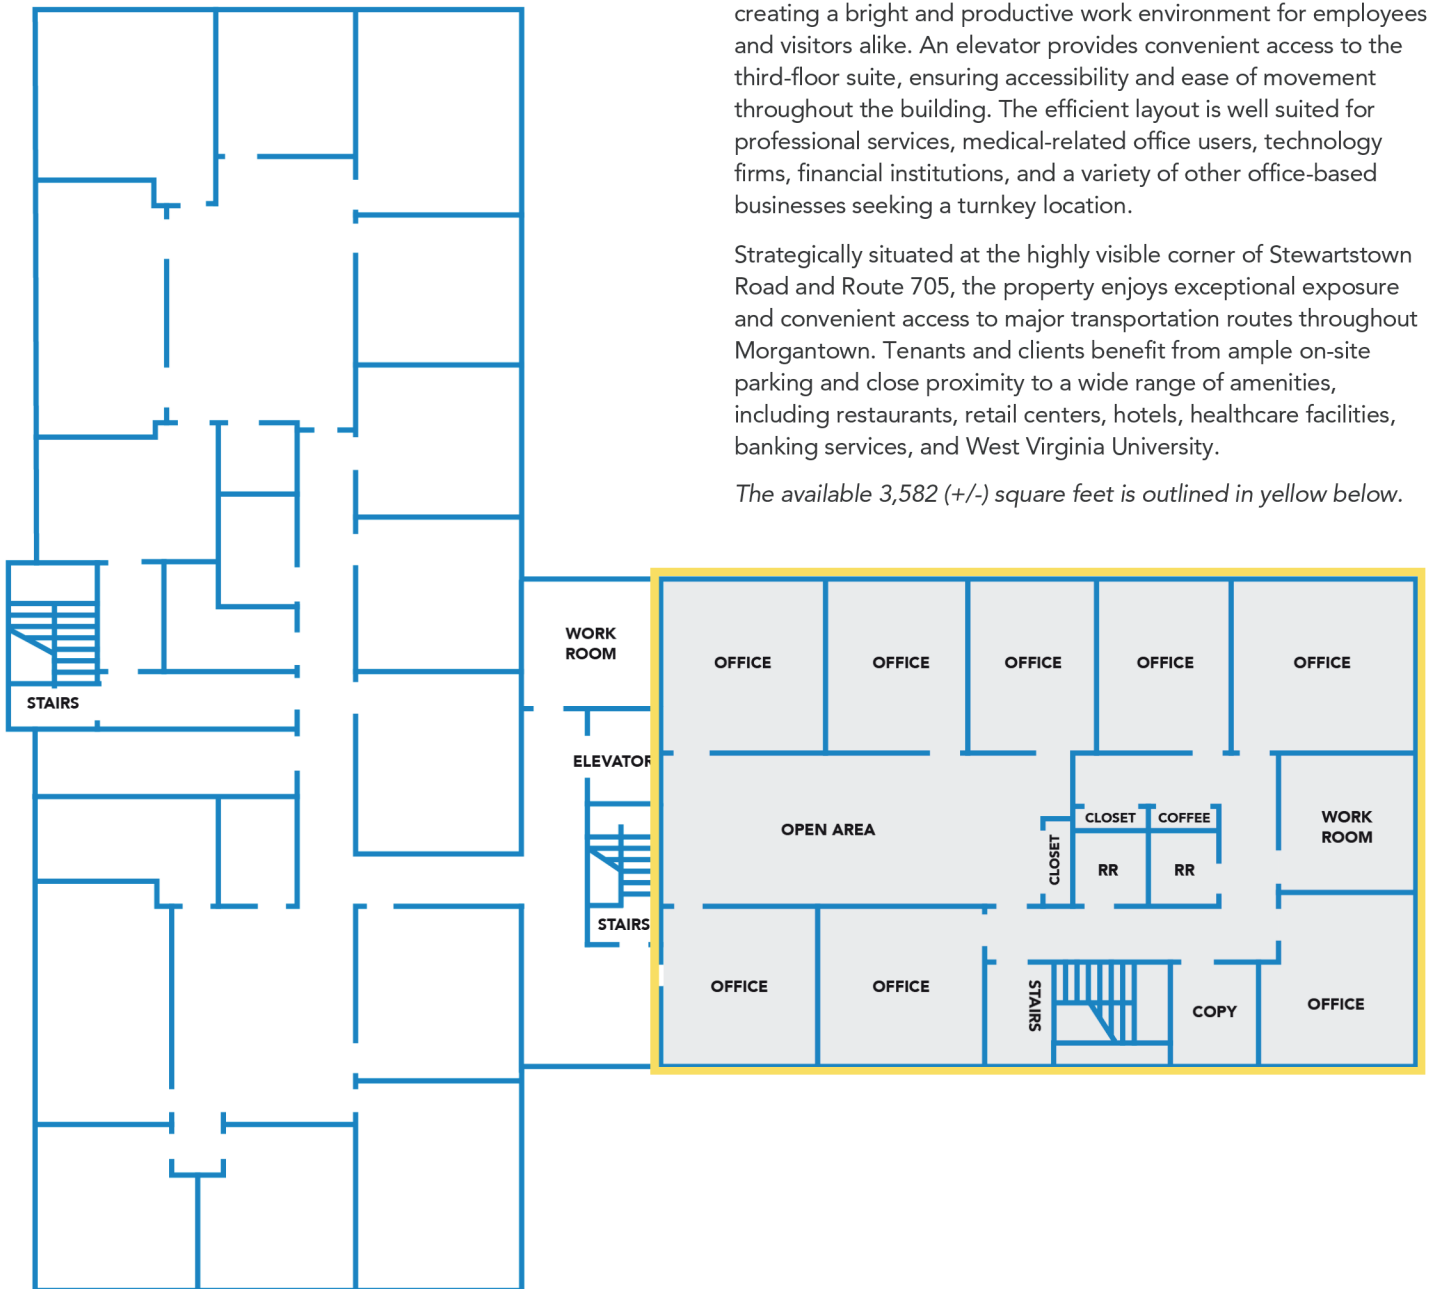 creating a bright and productive work environment for employees
and visitors alike. An elevator provides convenient access to the
third-floor suite, ensuring accessibility and ease of movement
throughout the building. The efficient layout is well suited for
professional services, medical-related office users, technology
firms, financial institutions, and a variety of other office-based
businesses seeking a turnkey location.
Strategically situated at the highly visible corner of Stewartstown
Road and Route 705, the property enjoys exceptional exposure
and convenient access to major transportation routes throughout
Morgantown. Tenants and clients benefit from ample on-site
parking and close proximity to a wide range of amenities,
including restaurants, retail centers, hotels, healthcare facilities,
banking services, and West Virginia University.
The available 3,582 (+/-) square feet is outlined in yellow below.
WORK
ROOM
OFFICE
OFFICE
OFFICE
OFFICE
OFFICE
STAIRS
ELEVATOR
OPEN AREA
CLOSET
CLOSET
COFFEE
WORK
ROOM
RR
RR
STAIRS
OFFICE
OFFICE
STAIRS
COPY
OFFICE